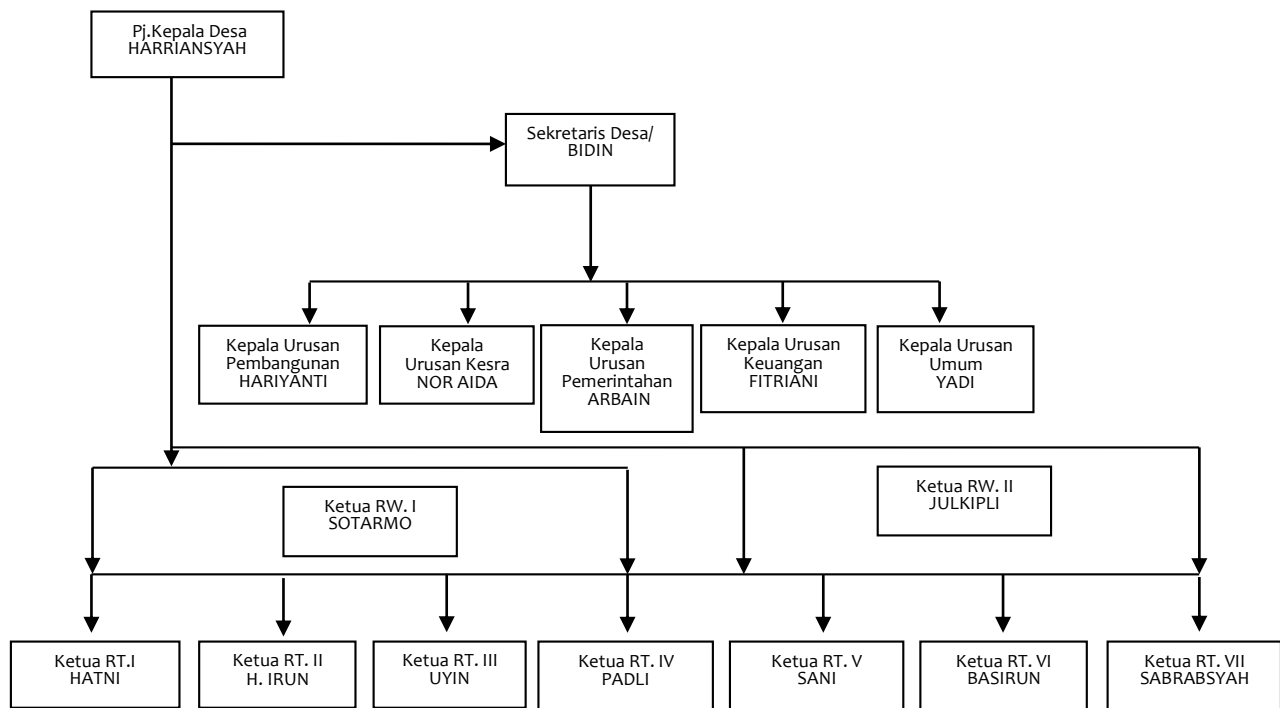 Pj.Kepala Desa
HARRIANSYAH
Sekretaris Desa/
BIDIN
Kepala Urusan
Pembangunan
HARIYANTI
Kepala
Urusan Kesra
NOR AIDA
Kepala
Urusan
Pemerintahan
ARBAIN
Kepala Urusan
Keuangan
FITRIANI
Kepala Urusan
Umum
YADI
Ketua RW. I
SOTARMO
Ketua RW. II
JULKIPLI
Ketua RT.I
HATNI
Ketua RT. II
H. IRUN
Ketua RT. III
UYIN
Ketua RT. IV
PADLI
Ketua RT. V
SANI
Ketua RT. VI
BASIRUN
Ketua RT. VII
SABRABSYAH